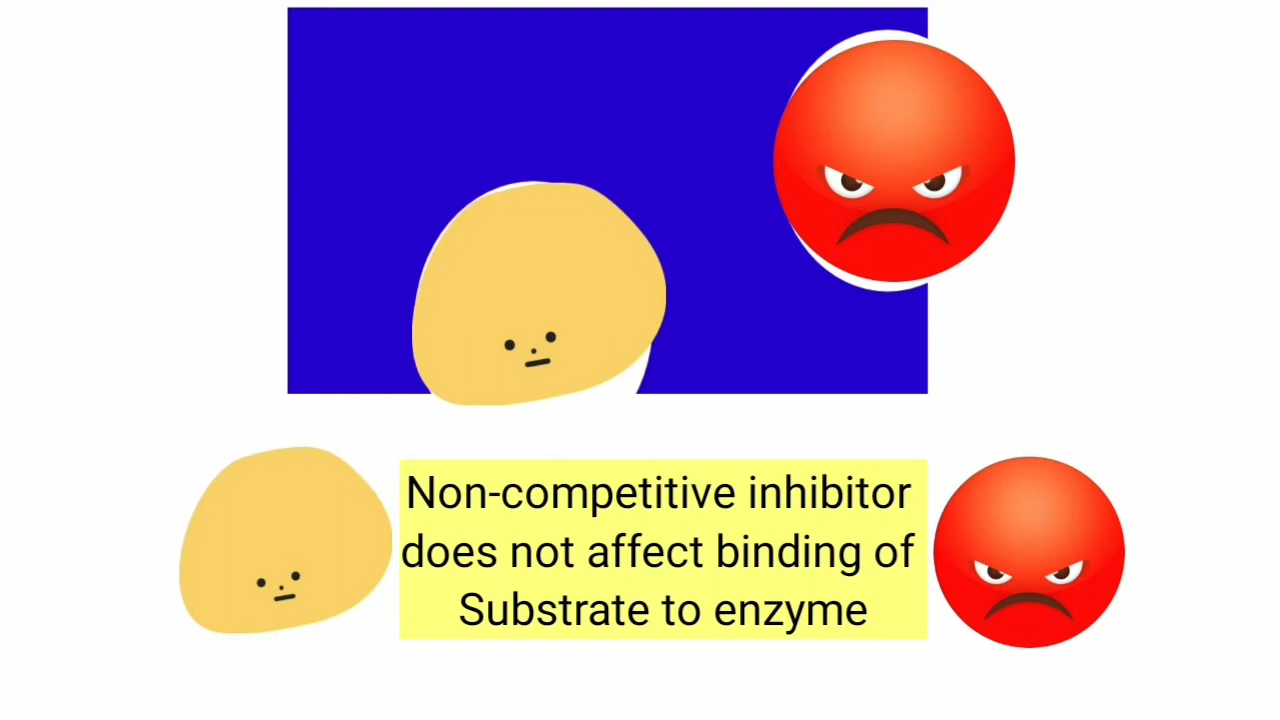 Non-competitive inhibitor
does not affect binding of
Substrate to enzyme